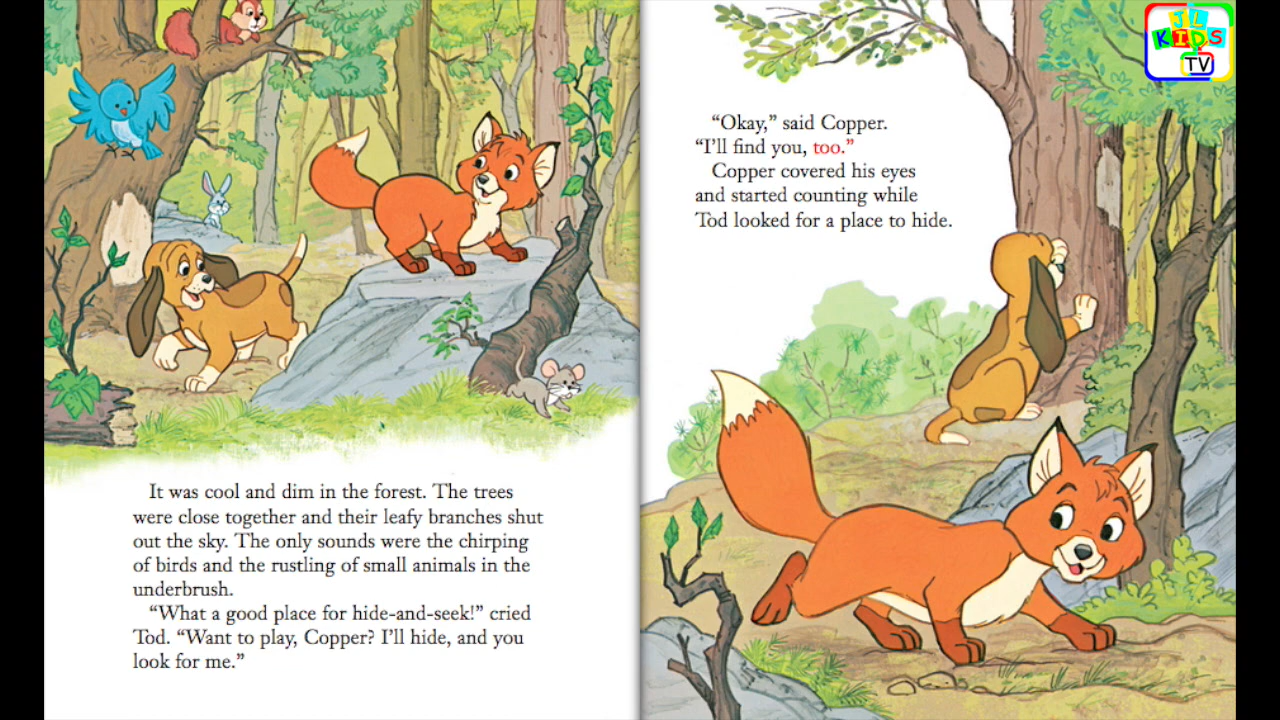 It was cool and dim in the forest. The trees
were close together and their leafy branches shut
out the sky. The only sounds were the chirping
of birds and the rustling of small animals in the
underbrush.
“What a good place for hide-and-seek!” cried
Tod. “Want to play, Copper? I’ll hide, and you
look for me.”
“Okay,” said Copper.
“I’ll find you, too.”
Copper covered his eyes
and started counting while
Tod looked for a place to hide.
JL
KIDS
TV